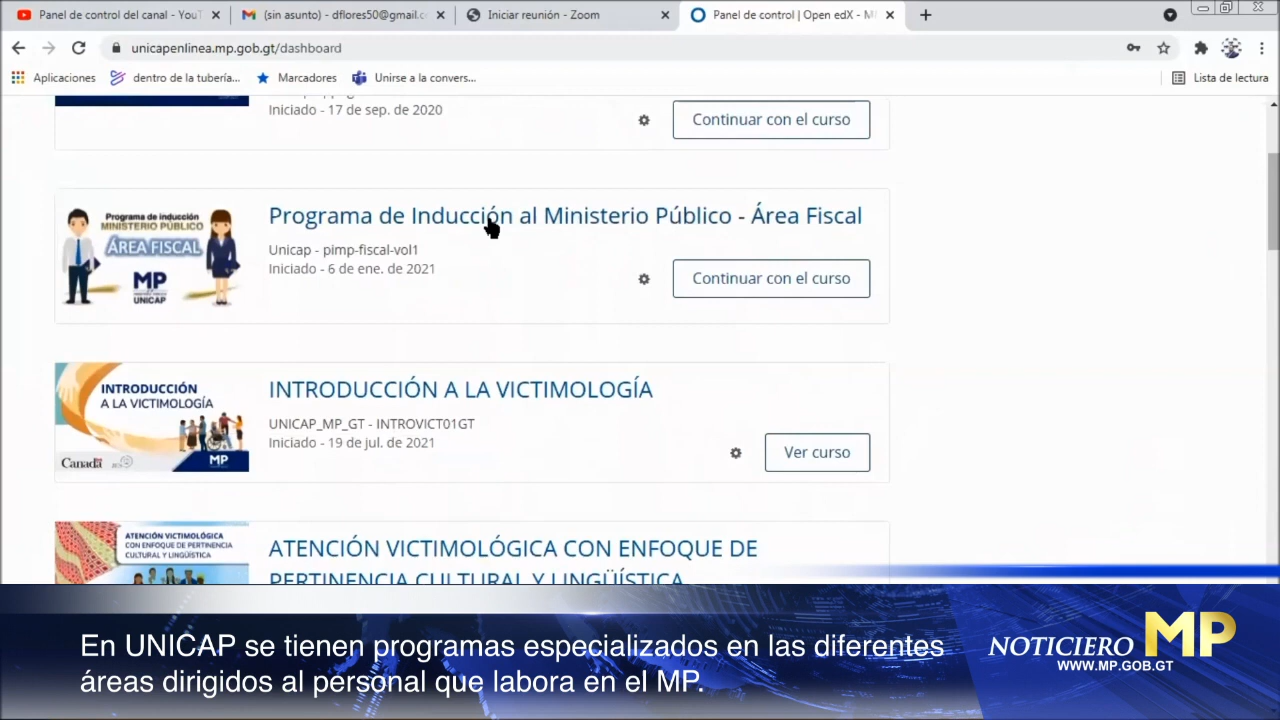 Panel de control del canal - YouT
(sin asunto) - dflores50@gmail.c
Iniciar reunión - Zoom
Panel de control | Open edX - M
unicapenlinea.mp.gob.gt/dashboard
Aplicaciones
dentro de la tubería...
Marcadores
Unirse a la convers...
Lista de lectura
Iniciado - 17 de sep. de 2020
Continuar con el curso
Programa de inducción
MINISTERIO PÚBLICO
ÁREA FISCAL
MP
UNICAP
Programa de Inducción al Ministerio Público - Área Fiscal
Unicap - pimp-fiscal-vol1
Iniciado - 6 de ene. de 2021
Continuar con el curso
INTRODUCCIÓN
A LA VICTIMOLOGÍA
Canada
MP
INTRODUCCIÓN A LA VICTIMOLOGÍA
UNICAP_MP_GT - INTROVICT01GT
Iniciado - 19 de jul. de 2021
Ver curso
ATENCIÓN VICTIMOLÓGICA
CON ENFOQUE DE PERTINENCIA
CULTURAL Y LINGÜÍSTICA
ATENCIÓN VICTIMOLÓGICA CON ENFOQUE DE
PERTINENCIA CULTURAL Y LINGÜÍSTICA
En UNICAP se tienen programas especializados en las diferentes
áreas dirigidos al personal que labora en el MP.
NOTICIERO MP
WWW.MP.GOB.GT